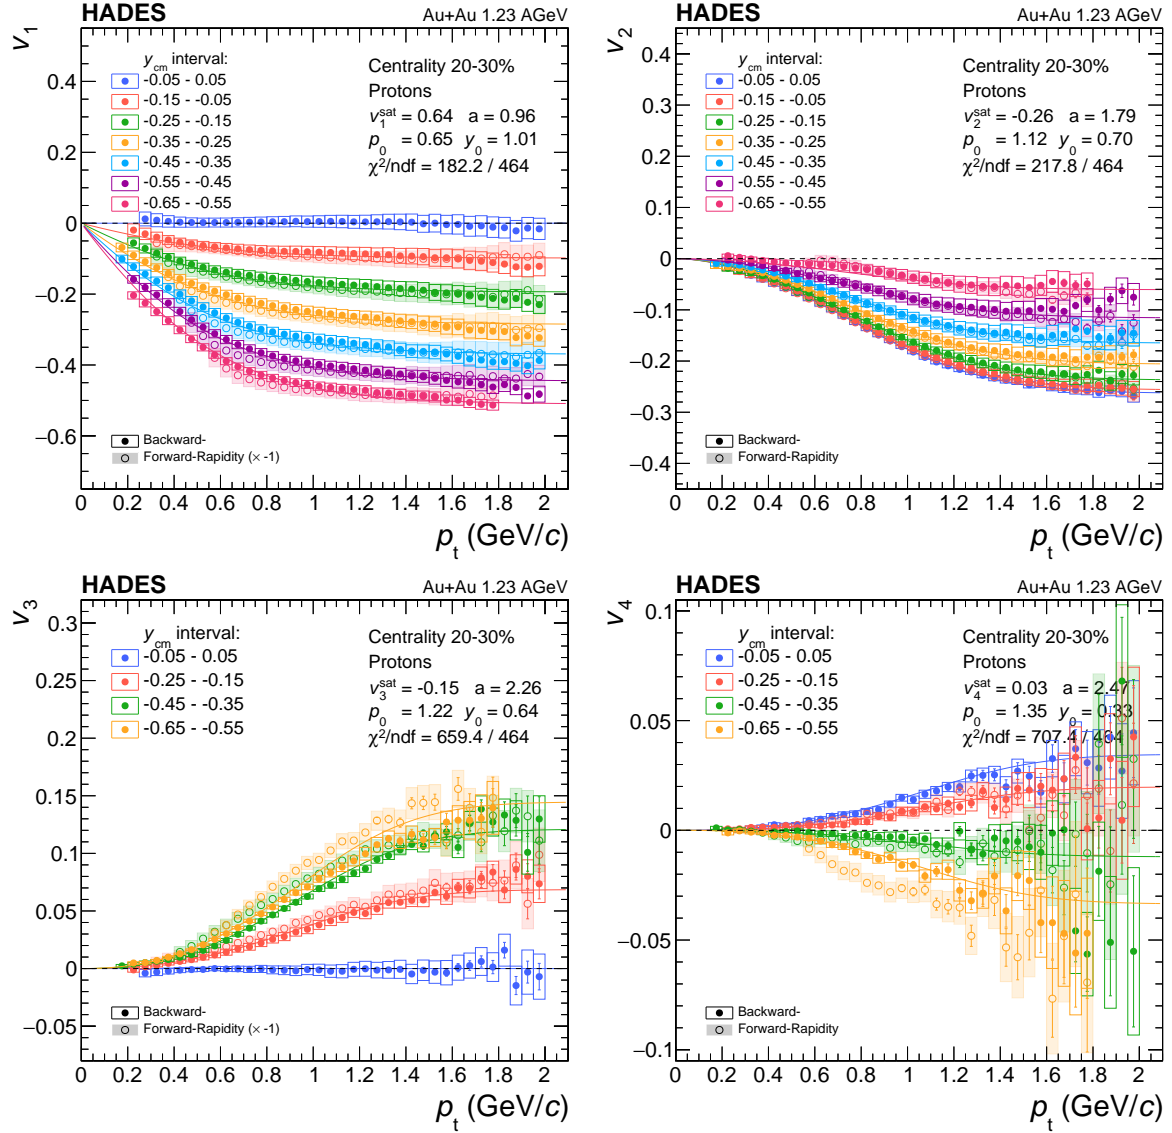 HADES Au+Au 1.23 AGeV
v1
ycm interval:
-0.05 - 0.05
-0.15 - -0.05
-0.25 - -0.15
-0.35 - -0.25
-0.45 - -0.35
-0.55 - -0.45
-0.65 - -0.55
Centrality 20-30%
Protons
v1sat = 0.64 a = 0.96
p0 = 0.65 y0 = 1.01
χ²/ndf = 182.2 / 464
0.4
0.2
0
−0.2
−0.4
−0.6
Backward-
Forward-Rapidity (× -1)
0 0.2 0.4 0.6 0.8 1 1.2 1.4 1.6 1.8 2
pt (GeV/c)
HADES Au+Au 1.23 AGeV
v2
ycm interval:
-0.05 - 0.05
-0.15 - -0.05
-0.25 - -0.15
-0.35 - -0.25
-0.45 - -0.35
-0.55 - -0.45
-0.65 - -0.55
Centrality 20-30%
Protons
v2sat = -0.26 a = 1.79
p0 = 1.12 y0 = 0.70
χ²/ndf = 217.8 / 464
0.4
0.3
0.2
0.1
0
−0.1
−0.2
−0.3
−0.4
Backward-
Forward-Rapidity
0 0.2 0.4 0.6 0.8 1 1.2 1.4 1.6 1.8 2
pt (GeV/c)
HADES Au+Au 1.23 AGeV
v3
ycm interval:
-0.05 - 0.05
-0.25 - -0.15
-0.45 - -0.35
-0.65 - -0.55
Centrality 20-30%
Protons
v3sat = -0.15 a = 2.26
p0 = 1.22 y0 = 0.64
χ²/ndf = 659.4 / 464
0.3
0.25
0.2
0.15
0.1
0.05
0
−0.05
Backward-
Forward-Rapidity (× -1)
0 0.2 0.4 0.6 0.8 1 1.2 1.4 1.6 1.8 2
pt (GeV/c)
HADES Au+Au 1.23 AGeV
v4
ycm interval:
-0.05 - 0.05
-0.25 - -0.15
-0.45 - -0.35
-0.65 - -0.55
Centrality 20-30%
Protons
v4sat = 0.03 a = 2.47
p0 = 1.35 y0 = 0.33
χ²/ndf = 707.4 / 464
0.1
0.05
0
−0.05
−0.1
Backward-
Forward-Rapidity
0 0.2 0.4 0.6 0.8 1 1.2 1.4 1.6 1.8 2
pt (GeV/c)